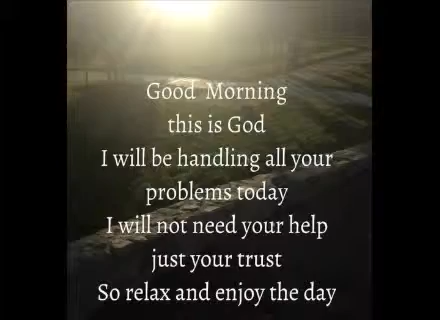 Good Morning
this is God
I will be handling all your
problems today
I will not need your help
just your trust
So relax and enjoy the day